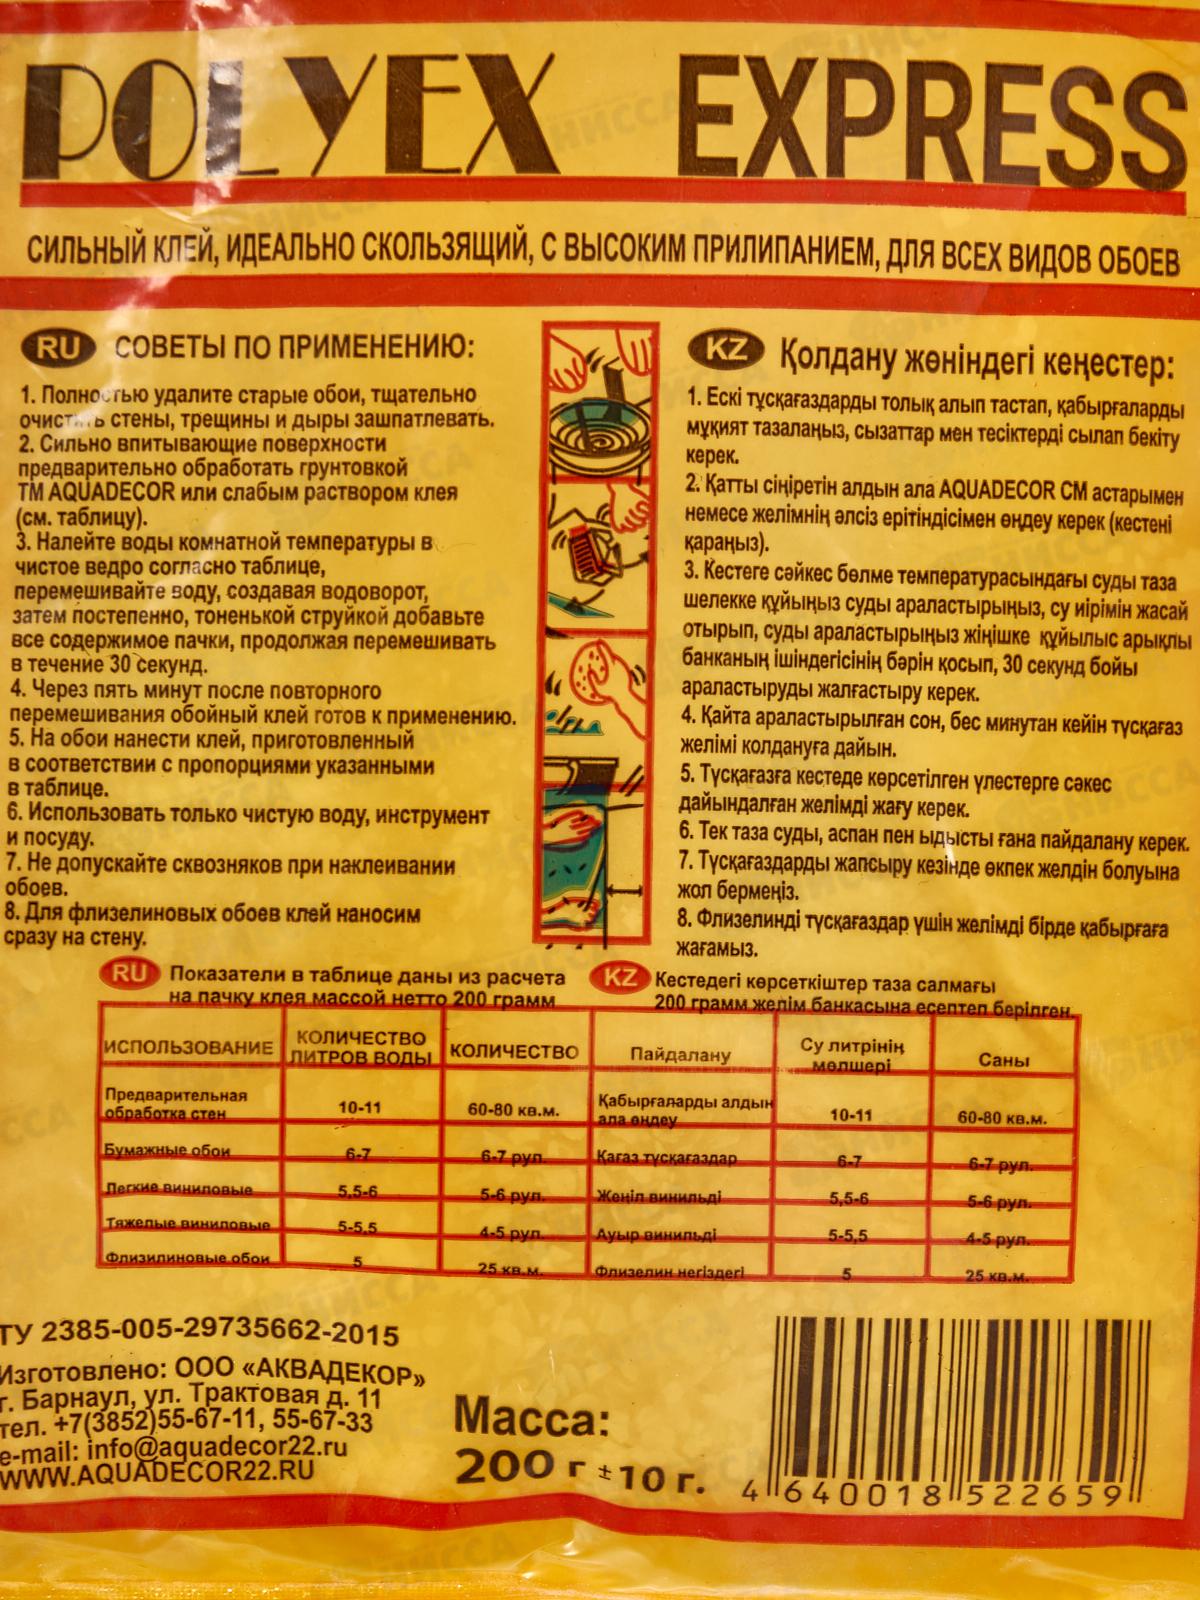 POLYEX EXPRESS
СИЛЬНЫЙ КЛЕЙ, ИДЕАЛЬНО СКОЛЬЗЯЩИЙ, С ВЫСОКИМ ПРИЛИПАНИЕМ, ДЛЯ ВСЕХ ВИДОВ ОБОЕВ
RU СОВЕТЫ ПО ПРИМЕНЕНИЮ:
1. Полностью удалите старые обои, тщательно
очистить стены, трещины и дыры зашпатлевать.
2. Сильно впитывающие поверхности
предварительно обработать грунтовкой
ТМ AQUADECOR или слабым раствором клея
(см. таблицу).
3. Налейте воды комнатной температуры в
чистое ведро согласно таблице,
перемешивайте воду, создавая водоворот,
затем постепенно, тоненькой струйкой добавьте
все содержимое пачки, продолжая перемешивать
в течение 30 секунд.
4. Через пять минут после повторного
перемешивания обойный клей готов к применению.
5. На обои нанести клей, приготовленный
в соответствии с пропорциями указанными
в таблице.
6. Использовать только чистую воду, инструмент
и посуду.
7. Не допускайте сквозняков при наклеивании
обоев.
8. Для флизелиновых обоев клей наносим
сразу на стену.
KZ Қолдану жөніндегі кеңестер:
1. Ескі тұсқағаздарды толық алып тастап, қабырғаларды
мұқият тазалаңыз, сызаттар мен тесіктерді сылап бекіту
керек.
2. Қатты сіңіретін алдын ала AQUADECOR СМ астарымен
немесе желімнің әлсіз ерітіндісімен өңдеу керек (кестені
қараңыз).
3. Кестеге сәйкес бөлме температурасындағы суды таза
шелекке құйыңыз суды араластырыңыз, су иірімін жасай
отырып, суды араластырыңыз жіңішке құйылыс арықлы
банканың ішіндегісінің бәрін қосып, 30 секунд бойы
араластыруды жалғастыру керек.
4. Қайта араластырылған сон, бес минутан кейін түсқағаз
желімі колдануға дайын.
5. Түсқағазға кестеде көрсетілген үлестерге сәкес
дайындалған желімді жағу керек.
6. Тек таза суды, аспан пен ыдысты ғана пайдалану керек.
7. Түсқағаздарды жапсыру кезінде өкпек желдін болуына
жол бермеңіз.
8. Флизелинді түсқағаздар үшін желімді бірде қабырғаға
жағамыз.
RU Показатели в таблице даны из расчета
на пачку клея массой нетто 200 грамм
KZ Кестедегі көрсеткіштер таза салмағы
200 грамм желім банкасына есептеп берілген.
ИСПОЛЬЗОВАНИЕ КОЛИЧЕСТВО ЛИТРОВ ВОДЫ КОЛИЧЕСТВО Пайдалану Су литрінің мөлшері Саны
Предварительная обработка стен 10-11 60-80 кв.м. Қабырғаларды алдын ала өңдеу 10-11 60-80 кв.м.
Бумажные обои 6-7 6-7 рул. Қағаз тұсқағаздар 6-7 6-7 рул.
Легкие виниловые 5,5-6 5-6 рул. Жеңіл винильді 5,5-6 5-6 рул.
Тяжелые виниловые 5-5,5 4-5 рул. Ауыр винильді 5-5,5 4-5 рул.
Флизилиновые обои 5 25 кв.м. Флизелин негіздегі 5 25 кв.м.
ТУ 2385-005-29735662-2015
Изготовлено: ООО «АКВАДЕКОР»
г. Барнаул, ул. Трактовая д. 11
тел. +7(3852)55-67-11, 55-67-33
e-mail: info@aquadecor22.ru
WWW.AQUADECOR22.RU
Масса:
200 г ±10 г.
4 640018 522659